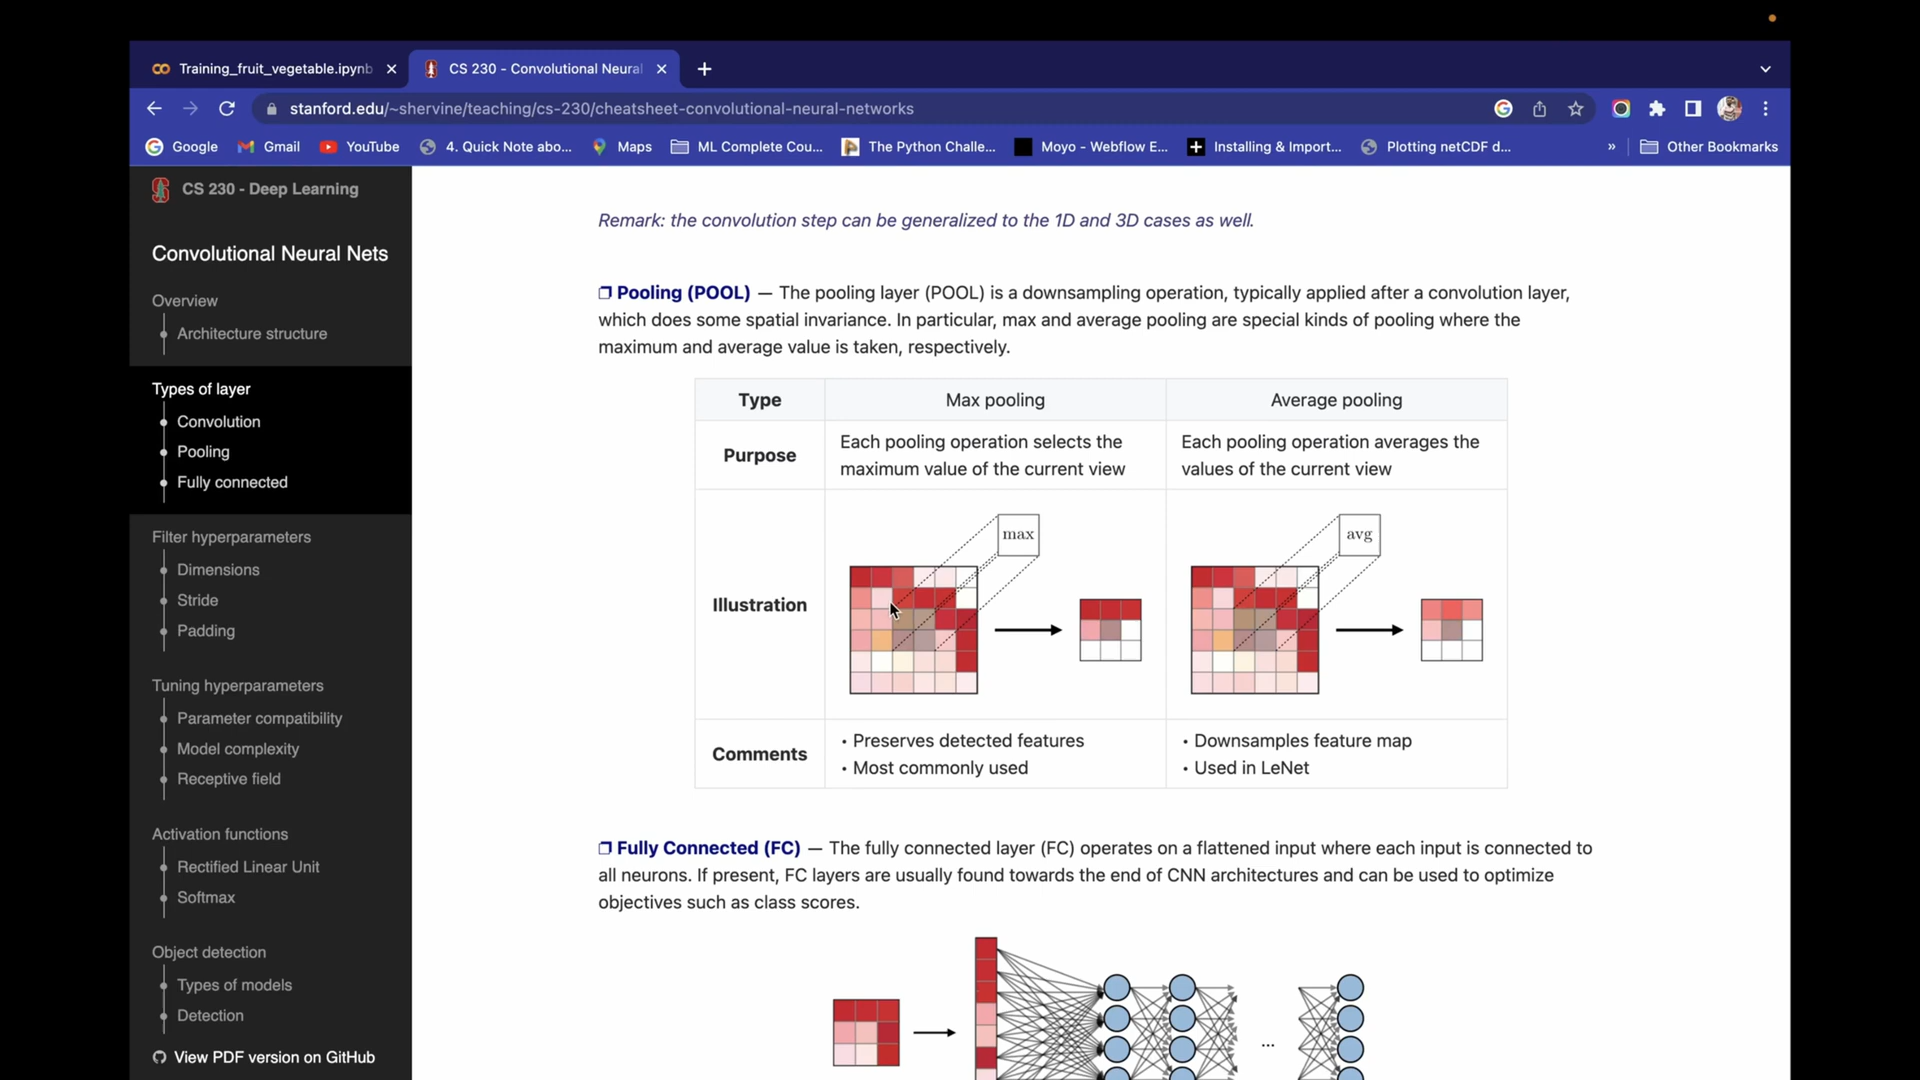 Training_fruit_vegetable.ipynb
CS 230 - Convolutional Neural
stanford.edu/~shervine/teaching/cs-230/cheatsheet-convolutional-neural-networks
Google
Gmail
YouTube
4. Quick Note abo...
Maps
ML Complete Cou...
The Python Challe...
Moyo - Webflow E...
Installing & Import...
Plotting netCDF d...
»
Other Bookmarks
CS 230 - Deep Learning
Convolutional Neural Nets
Overview
Architecture structure
Types of layer
Convolution
Pooling
Fully connected
Filter hyperparameters
Dimensions
Stride
Padding
Tuning hyperparameters
Parameter compatibility
Model complexity
Receptive field
Activation functions
Rectified Linear Unit
Softmax
Object detection
Types of models
Detection
View PDF version on GitHub
Remark: the convolution step can be generalized to the 1D and 3D cases as well.
Pooling (POOL) — The pooling layer (POOL) is a downsampling operation, typically applied after a convolution layer,
which does some spatial invariance. In particular, max and average pooling are special kinds of pooling where the
maximum and average value is taken, respectively.
Type Max pooling Average pooling
Purpose
Each pooling operation selects the
maximum value of the current view
Each pooling operation averages the
values of the current view
Illustration
max
avg
Comments
• Preserves detected features
• Most commonly used
• Downsamples feature map
• Used in LeNet
Fully Connected (FC) — The fully connected layer (FC) operates on a flattened input where each input is connected to
all neurons. If present, FC layers are usually found towards the end of CNN architectures and can be used to optimize
objectives such as class scores.
...